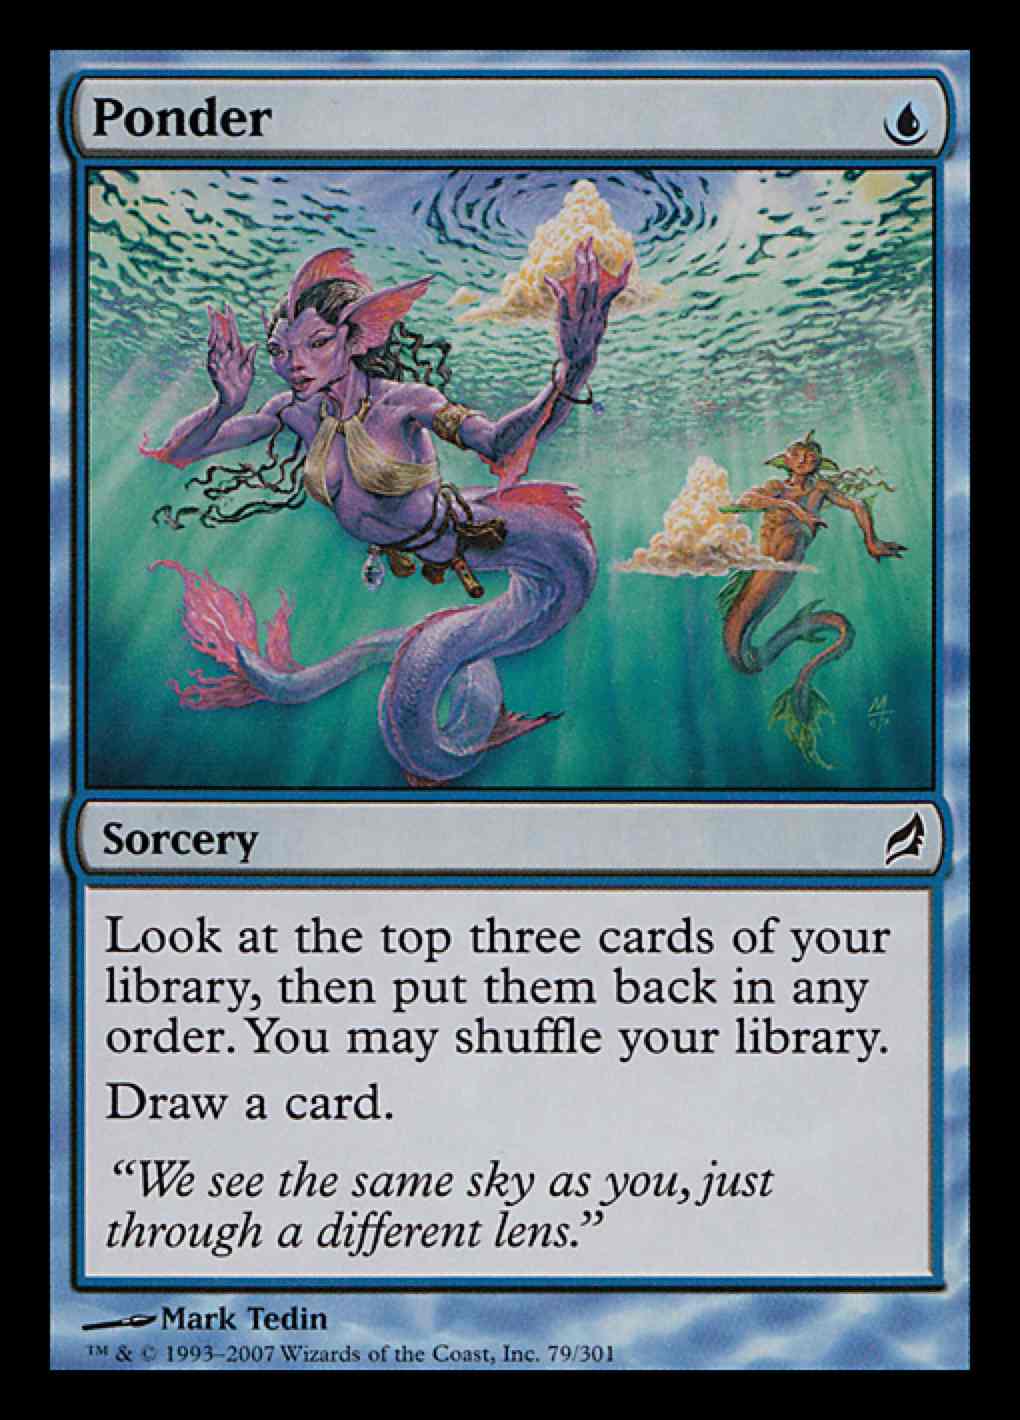 Ponder
Sorcery
Look at the top three cards of your
library, then put them back in any
order. You may shuffle your library.
Draw a card.
“We see the same sky as you, just
through a different lens.”
Mark Tedin
™ & © 1993–2007 Wizards of the Coast, Inc. 79/301